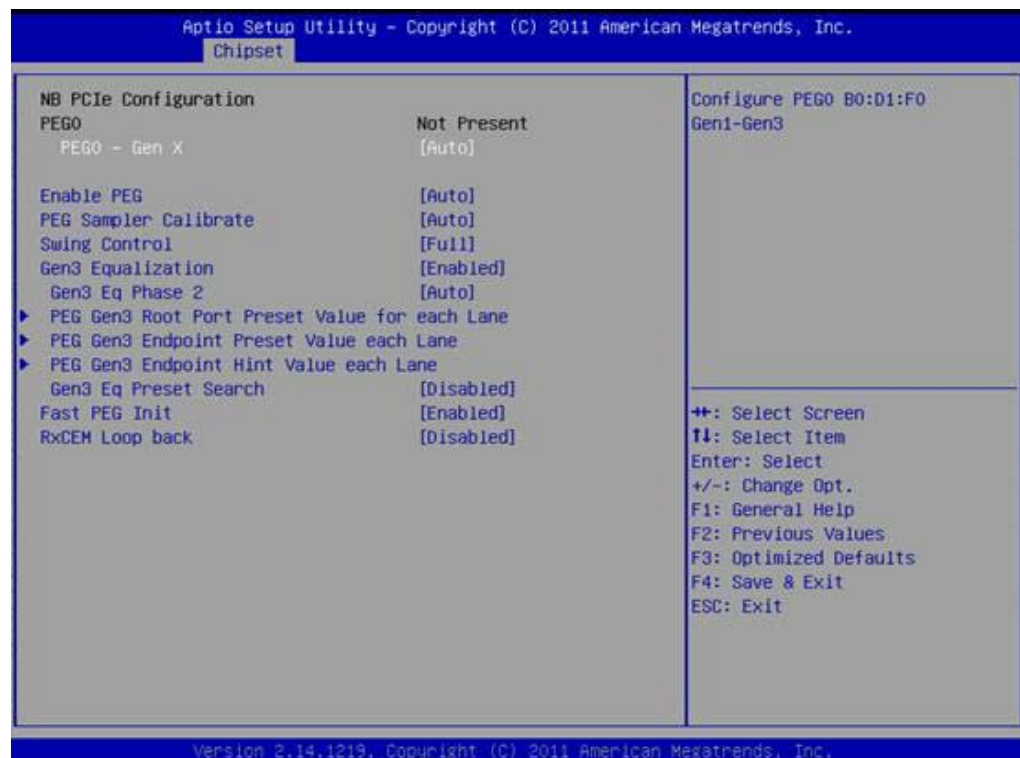 Aptio Setup Utility – Copyright (C) 2011 American Megatrends, Inc.
Chipset
NB PCIe Configuration
PEG0 Not Present
PEG0 – Gen X [Auto]
Enable PEG [Auto]
PEG Sampler Calibrate [Auto]
Swing Control [Full]
Gen3 Equalization [Enabled]
Gen3 Eq Phase 2 [Auto]
PEG Gen3 Root Port Preset Value for each Lane
PEG Gen3 Endpoint Preset Value each Lane
PEG Gen3 Endpoint Hint Value each Lane
Gen3 Eq Preset Search [Disabled]
Fast PEG Init [Enabled]
RxCEM Loop back [Disabled]
Configure PEG0 B0:D1:F0
Gen1-Gen3
→←: Select Screen
↑↓: Select Item
Enter: Select
+/-: Change Opt.
F1: General Help
F2: Previous Values
F3: Optimized Defaults
F4: Save & Exit
ESC: Exit
Version 2.14.1219. Copyright (C) 2011 American Megatrends, Inc.